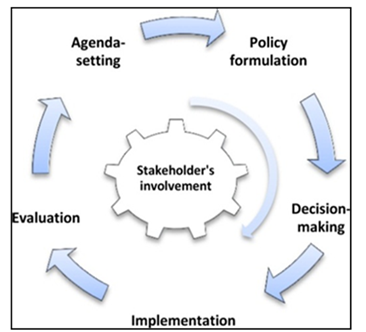 Agenda-
setting
Policy
formulation
Stakeholder's
involvement
Evaluation
Decision-
making
Implementation